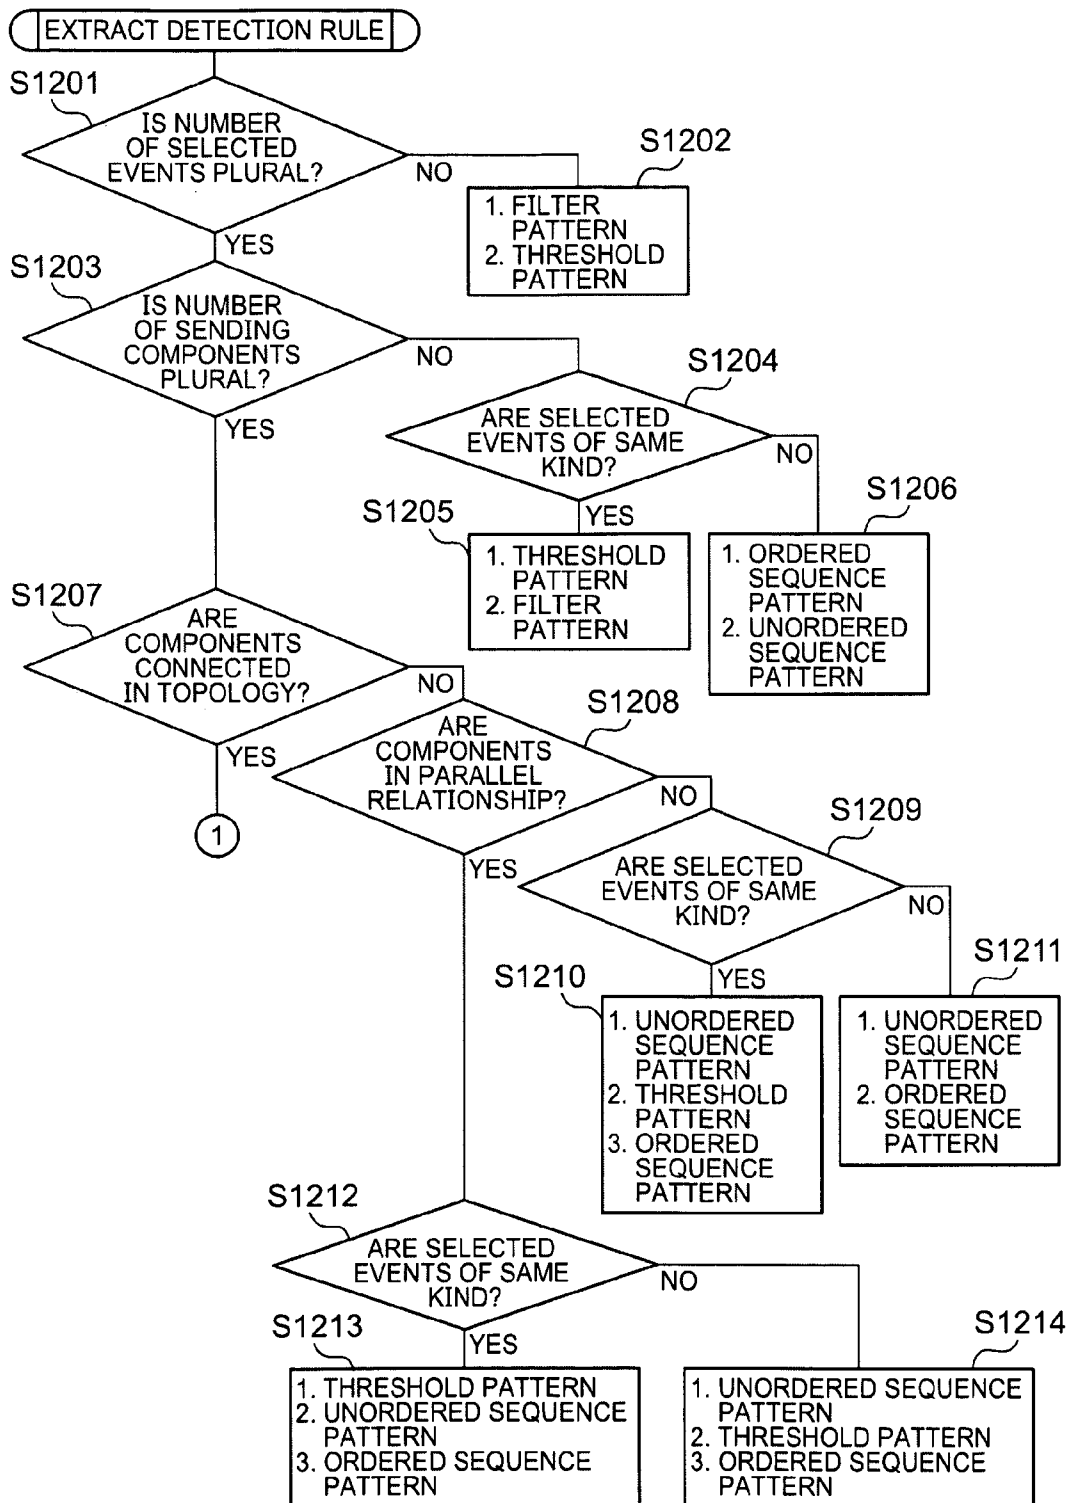 EXTRACT DETECTION RULE
S1201
IS NUMBER
OF SELECTED
EVENTS PLURAL?
NO
YES
S1202
1. FILTER
PATTERN
2. THRESHOLD
PATTERN
S1203
IS NUMBER
OF SENDING
COMPONENTS
PLURAL?
NO
YES
S1204
ARE SELECTED
EVENTS OF SAME
KIND?
NO
YES
S1205
1. THRESHOLD
PATTERN
2. FILTER
PATTERN
S1206
1. ORDERED
SEQUENCE
PATTERN
2. UNORDERED
SEQUENCE
PATTERN
S1207
ARE
COMPONENTS
CONNECTED
IN TOPOLOGY?
NO
YES
1
S1208
ARE
COMPONENTS
IN PARALLEL
RELATIONSHIP?
NO
YES
S1209
ARE SELECTED
EVENTS OF SAME
KIND?
NO
YES
S1210
1. UNORDERED
SEQUENCE
PATTERN
2. THRESHOLD
PATTERN
3. ORDERED
SEQUENCE
PATTERN
S1211
1. UNORDERED
SEQUENCE
PATTERN
2. ORDERED
SEQUENCE
PATTERN
S1212
ARE SELECTED
EVENTS OF SAME
KIND?
NO
YES
S1213
1. THRESHOLD PATTERN
2. UNORDERED SEQUENCE
PATTERN
3. ORDERED SEQUENCE
PATTERN
S1214
1. UNORDERED SEQUENCE
PATTERN
2. THRESHOLD PATTERN
3. ORDERED SEQUENCE
PATTERN